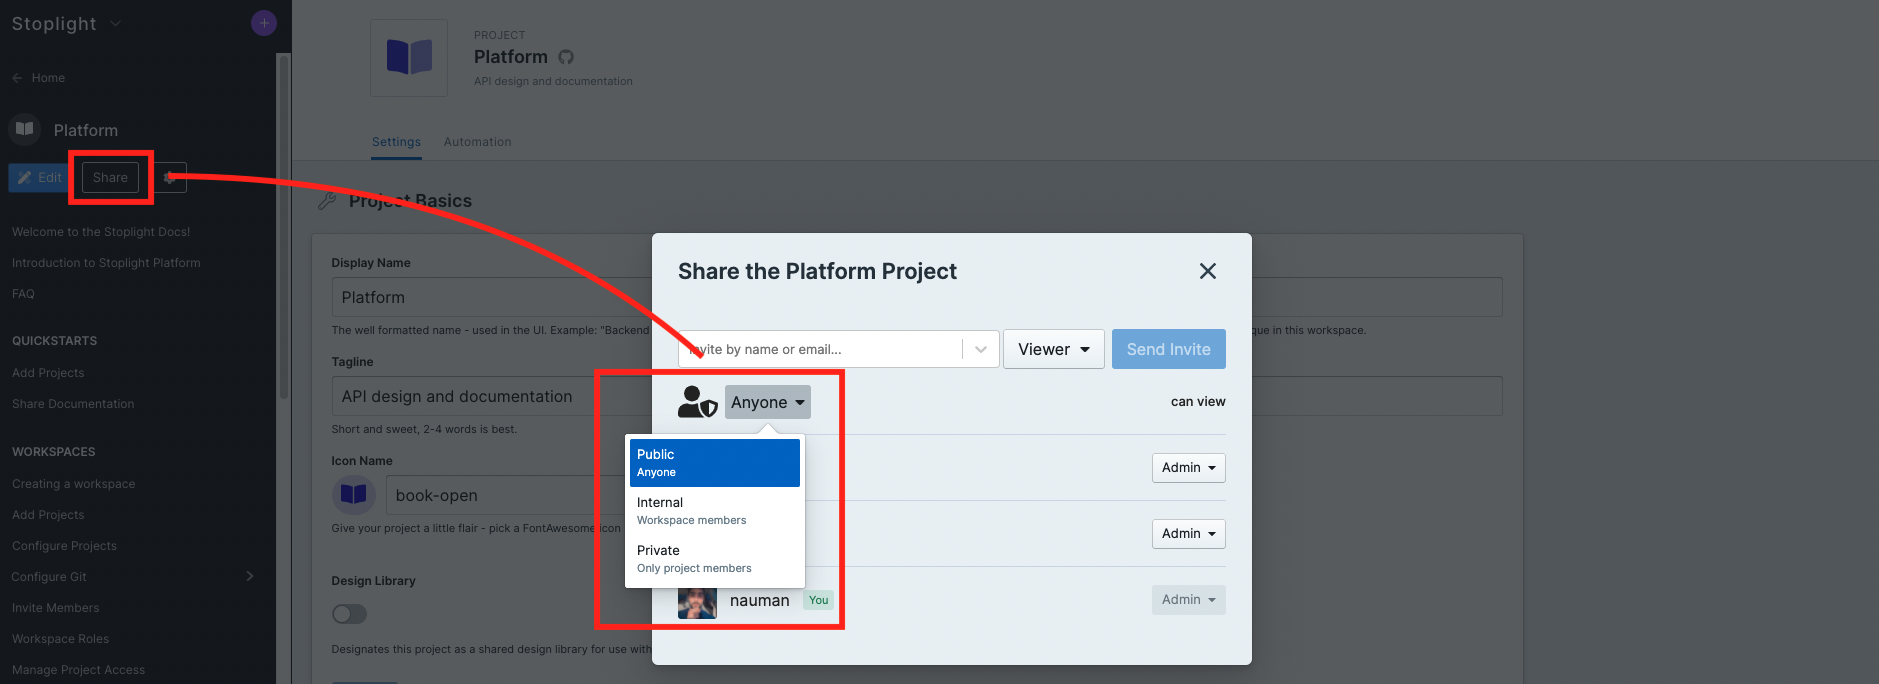 Stoplight
Home
Platform
Edit
Share
Welcome to the Stoplight Docs!
Introduction to Stoplight Platform
FAQ
QUICKSTARTS
Add Projects
Share Documentation
WORKSPACES
Creating a workspace
Add Projects
Configure Projects
Configure Git
Invite Members
Workspace Roles
Manage Project Access
PROJECT
Platform
API design and documentation
Settings
Automation
Project Basics
Display Name
Platform
The well formatted name - used in the UI. Example: "Backend
que in this workspace.
Tagline
API design and documentation
Short and sweet, 2-4 words is best.
Icon Name
book-open
Give your project a little flair - pick a FontAwesome icon
Design Library
Designates this project as a shared design library for use with
Share the Platform Project
Invite by name or email...
Viewer
Send Invite
Anyone
can view
Public
Anyone
Internal
Workspace members
Private
Only project members
Admin
Admin
nauman
You
Admin